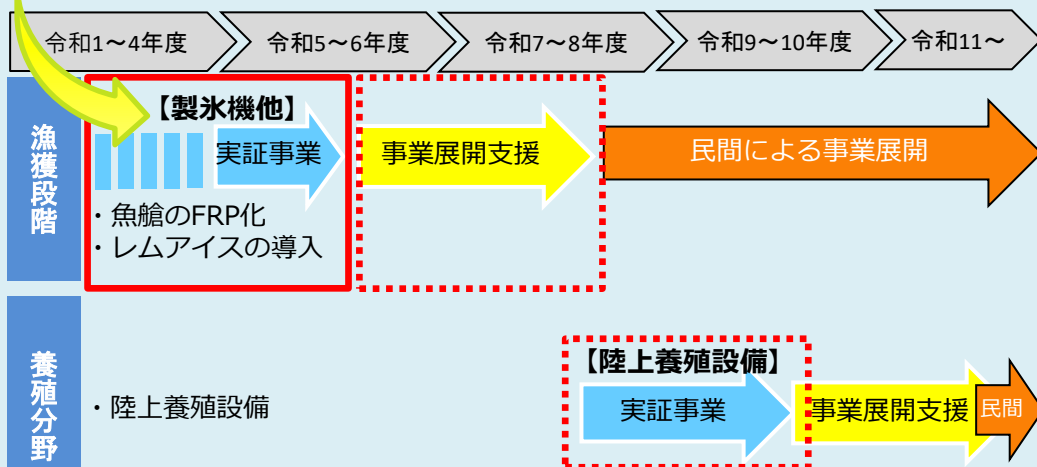 令和1～4年度
令和5～6年度
令和7～8年度
令和9～10年度
令和11～
漁獲段階
【製氷機他】
実証事業
事業展開支援
民間による事業展開
・魚艙のFRP化
・レムアイスの導入
養殖分野
・陸上養殖設備
【陸上養殖設備】
実証事業
事業展開支援
民間